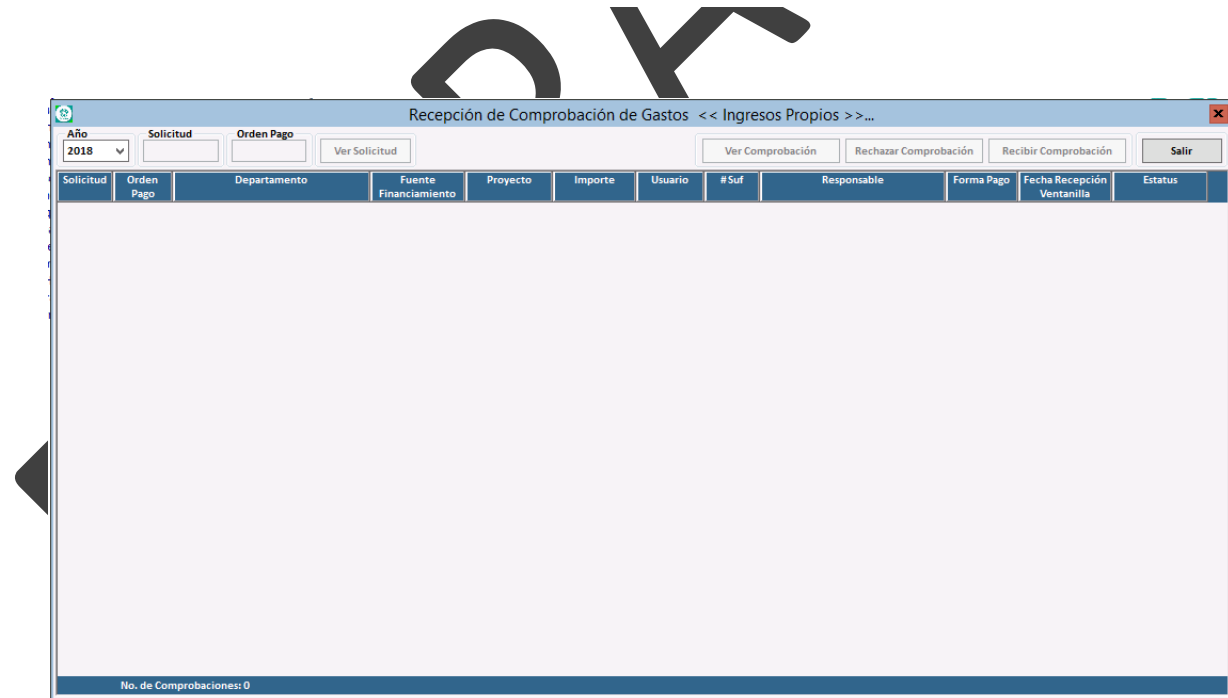 Recepción de Comprobación de Gastos << Ingresos Propios >>...
Año Solicitud Orden Pago
2018 Ver Solicitud Ver Comprobación Rechazar Comprobación Recibir Comprobación Salir
Solicitud Orden Pago Departamento Fuente Financiamiento Proyecto Importe Usuario # Suf Responsable Forma Pago Fecha Recepción Ventanilla Estatus
No. de Comprobaciones: 0